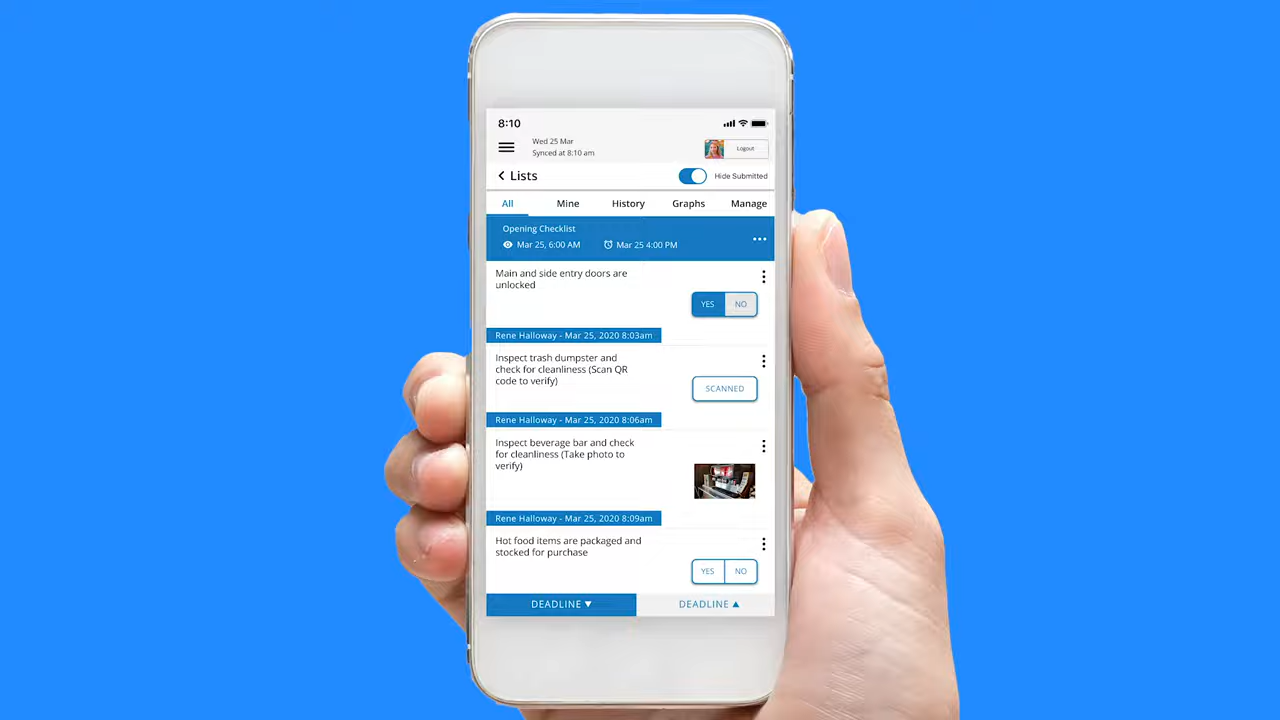 8:10
Wed 25 Mar
Synced at 8:10 am
Logout
Lists
Hide Submitted
All Mine History Graphs Manage
Opening Checklist
Mar 25, 6:00 AM Mar 25 4:00 PM
Main and side entry doors are
unlocked
YES NO
Rene Halloway - Mar 25, 2020 8:03am
Inspect trash dumpster and
check for cleanliness (Scan QR
code to verify)
SCANNED
Rene Halloway - Mar 25, 2020 8:06am
Inspect beverage bar and check
for cleanliness (Take photo to
verify)
Rene Halloway - Mar 25, 2020 8:09am
Hot food items are packaged and
stocked for purchase
YES NO
DEADLINE ▼ DEADLINE ▲